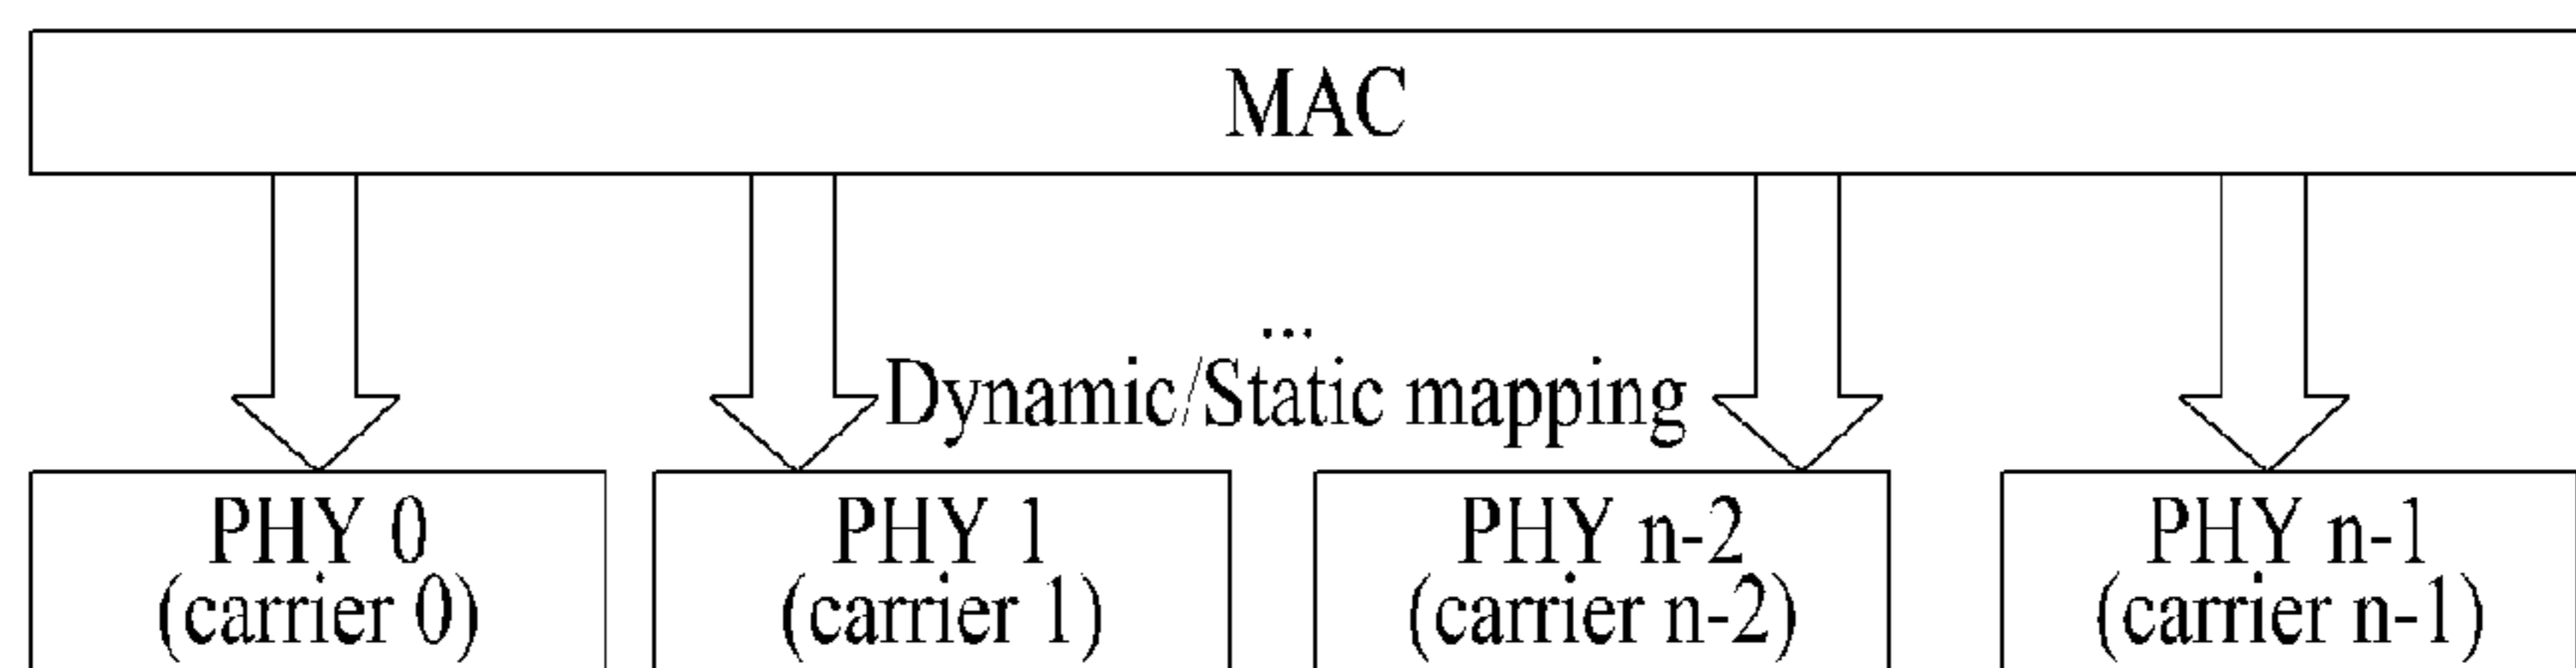 MAC
...
Dynamic/Static mapping
PHY 0
(carrier 0)
PHY 1
(carrier 1)
PHY n-2
(carrier n-2)
PHY n-1
(carrier n-1)